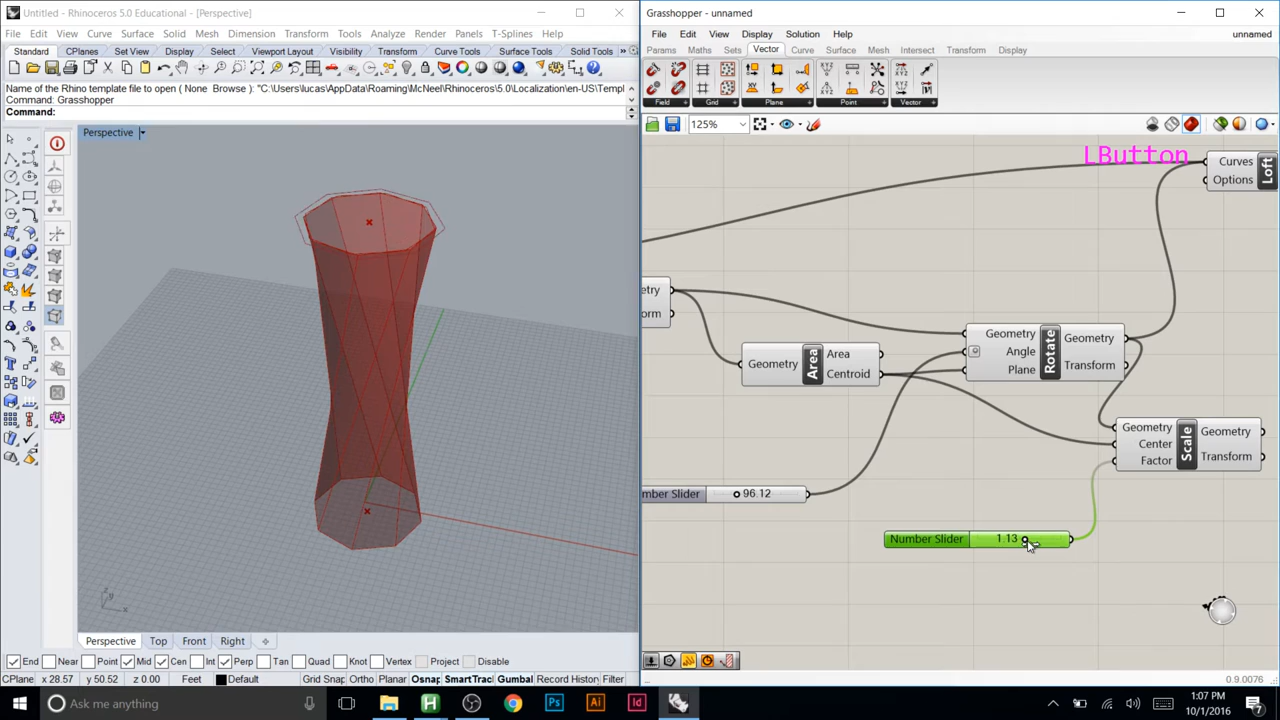 Untitled - Rhinoceros 5.0 Educational - [Perspective]
File Edit View Curve Surface Solid Mesh Dimension Transform Tools Analyze Render Panels T-Splines Help
Standard CPlanes Set View Display Select Viewport Layout Visibility Transform Curve Tools Surface Tools Solid Tools »
Name of the Rhino template file to open ( None Browse ): "C:\Users\lucas\AppData\Roaming\McNeel\Rhinoceros\5.0\Localization\en-US\Templ
Command: Grasshopper
Command:
Perspective
z
y
x
Perspective Top Front Right
End Near Point Mid Cen Int Perp Tan Quad Knot Vertex Project Disable
CPlane x 28.57 y 50.52 z 0.00 Feet Default Grid Snap Ortho Planar Osnap SmartTrac Gumbal Record History Filter
Grasshopper - unnamed
File Edit View Display Solution Help unnamed
Params Maths Sets Vector Curve Surface Mesh Intersect Transform Display
Field Grid Plane Point Vector
125%
LButton
Curves
Options
Loft
etry
orm
Geometry
Area
Area
Centroid
Geometry
Angle
Plane
Rotate
Geometry
Transform
Geometry
Center
Factor
Scale
Geometry
Transform
mber Slider 96.12
Number Slider 1.13
0.9.0076
Ask me anything
1:07 PM
10/1/2016